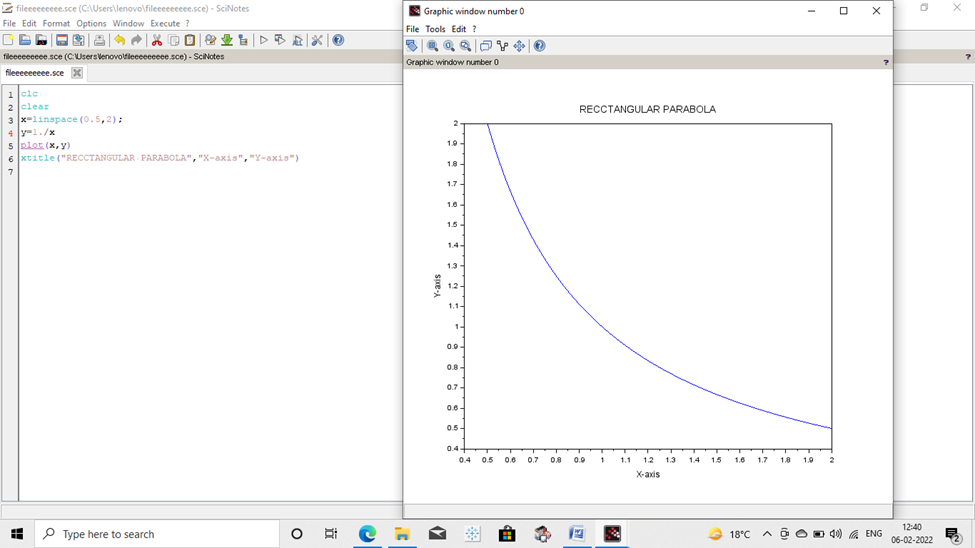 fileeeeeeeee.sce (C:\Users\lenovo\fileeeeeeeee.sce) - SciNotes
File Edit Format Options Window Execute ?
fileeeeeeeee.sce (C:\Users\lenovo\fileeeeeeeee.sce) - SciNotes
fileeeeeeeee.sce
1 clc
2 clear
3 x=linspace(0.5,2);
4 y=1./x
5 plot(x,y)
6 xtitle("RECCTANGULAR PARABOLA","X-axis","Y-axis")
7
Graphic window number 0
File Tools Edit ?
Graphic window number 0
?
?
RECCTANGULAR PARABOLA
2
1.9
1.8
1.7
1.6
1.5
1.4
1.3
1.2
1.1
1
0.9
0.8
0.7
0.6
0.5
0.4
Y-axis
0.4 0.5 0.6 0.7 0.8 0.9 1 1.1 1.2 1.3 1.4 1.5 1.6 1.7 1.8 1.9 2
X-axis
Type here to search
18°C
ENG
12:40
06-02-2022
2